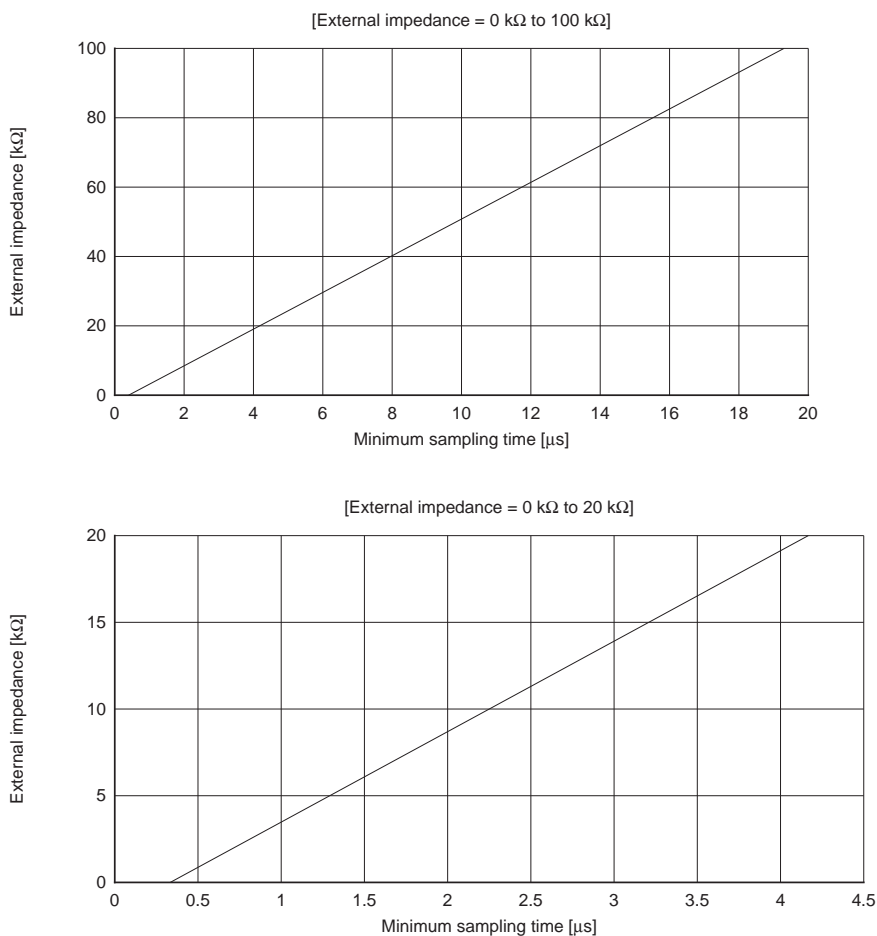 [External impedance = 0 kΩ to 100 kΩ]
100
80
60
40
20
0
External impedance [kΩ]
0 2 4 6 8 10 12 14 16 18 20
Minimum sampling time [µs]
[External impedance = 0 kΩ to 20 kΩ]
20
15
10
5
0
External impedance [kΩ]
0 0.5 1 1.5 2 2.5 3 3.5 4 4.5
Minimum sampling time [µs]